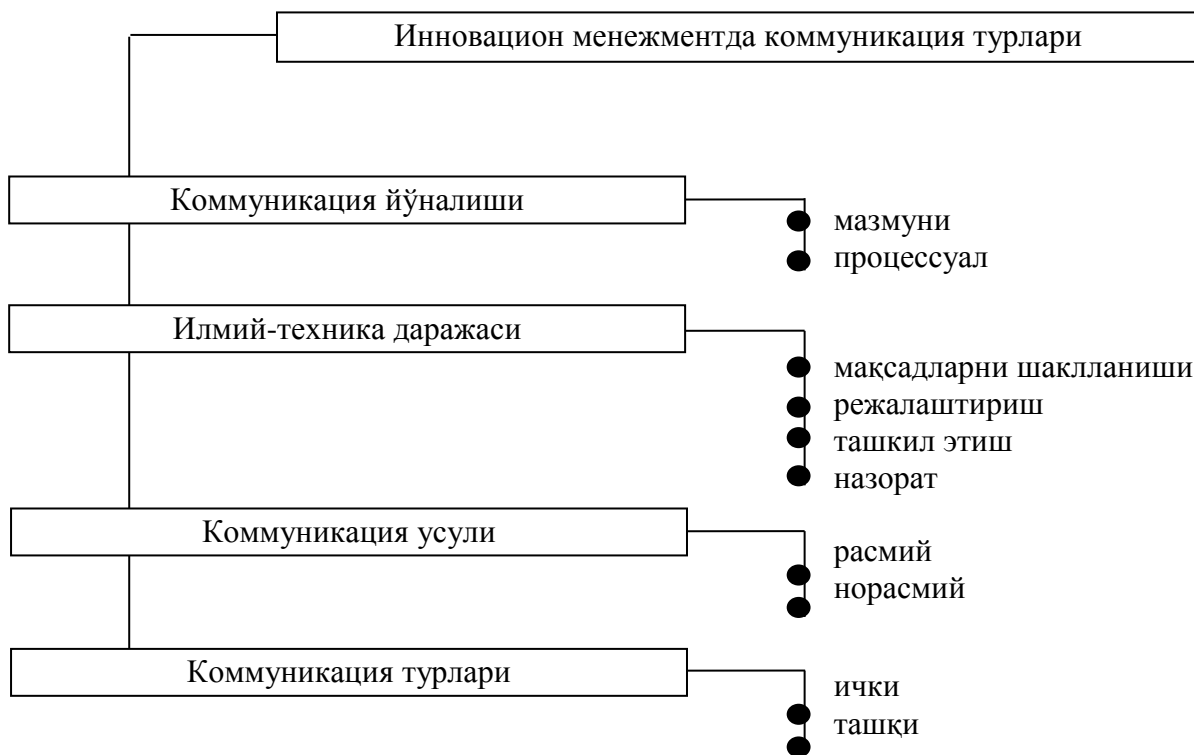 Инновацион менежментда коммуникация турлари
Коммуникация йўналиши
мазмуни
процессуал
Илмий-техника даражаси
мақсадларни шаклланиши
режалаштириш
ташкил этиш
назорат
Коммуникация усули
расмий
норасмий
Коммуникация турлари
ички
ташқи